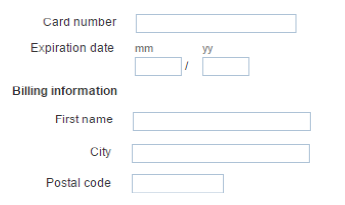 Card number
Expiration date mm yy
/
Billing information
First name
City
Postal code